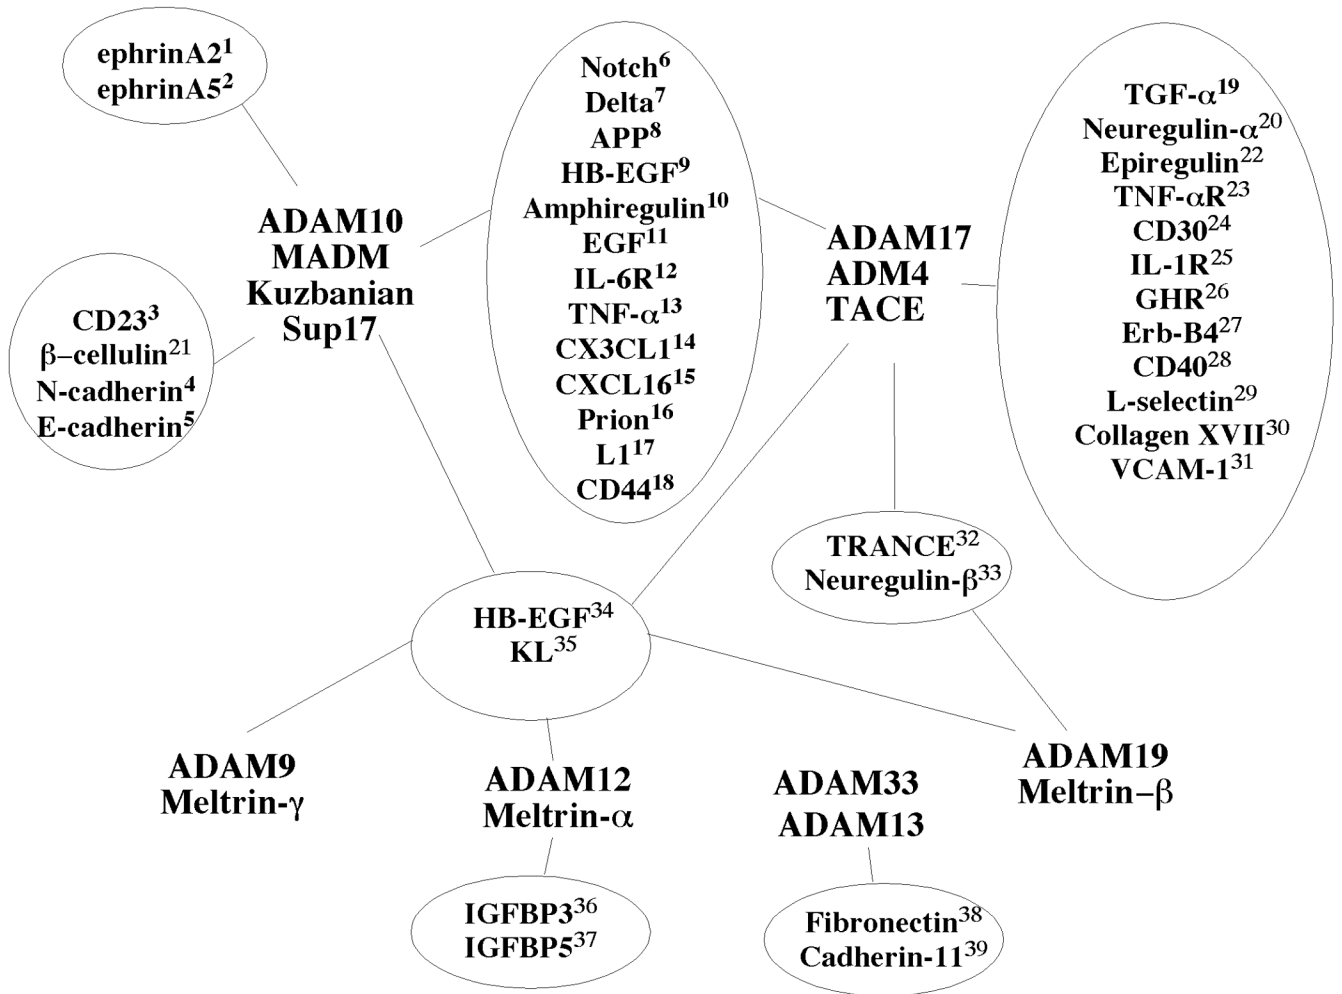 ephrinA2¹
ephrinA5²
ADAM10
MADM
Kuzbanian
Sup17
CD23³
β–cellulin²¹
N-cadherin⁴
E-cadherin⁵
Notch⁶
Delta⁷
APP⁸
HB-EGF⁹
Amphiregulin¹⁰
EGF¹¹
IL-6R¹²
TNF-α¹³
CX3CL1¹⁴
CXCL16¹⁵
Prion¹⁶
L1¹⁷
CD44¹⁸
ADAM17
ADM4
TACE
TGF-α¹⁹
Neuregulin-α²⁰
Epiregulin²²
TNF-αR²³
CD30²⁴
IL-1R²⁵
GHR²⁶
Erb-B4²⁷
CD40²⁸
L-selectin²⁹
Collagen XVII³⁰
VCAM-1³¹
TRANCE³²
Neuregulin-β³³
HB-EGF³⁴
KL³⁵
ADAM9
Meltrin-γ
ADAM12
Meltrin-α
ADAM33
ADAM13
ADAM19
Meltrin–β
IGFBP3³⁶
IGFBP5³⁷
Fibronectin³⁸
Cadherin-11³⁹